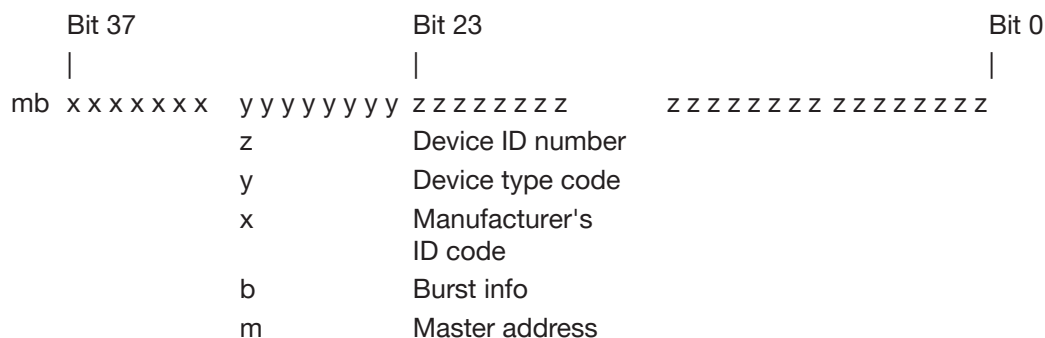 Bit 37 Bit 23 Bit 0
| | |
mb x x x x x x x y y y y y y y y z z z z z z z z z z z z z z z z z z z z z z z z
z Device ID number
y Device type code
x Manufacturer's
ID code
b Burst info
m Master address